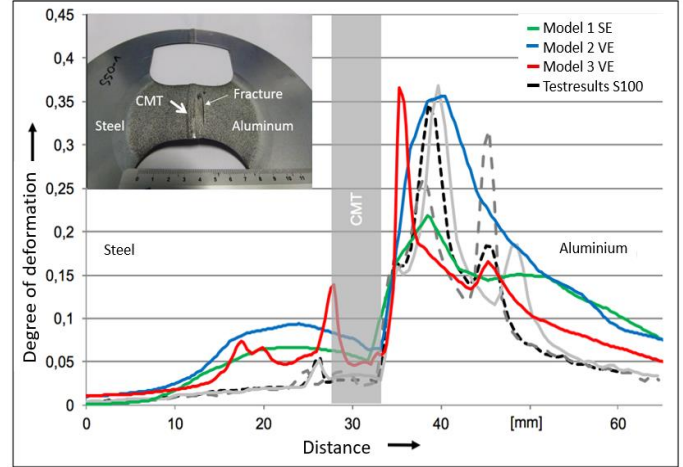 0,45
0,4
0,35
0,3
0,25
0,2
0,15
0,1
0,05
0
Degree of deformation
CMT
Fracture
Steel
Aluminum
Model 1 SE
Model 2 VE
Model 3 VE
Testresults S100
CMT
Steel
Aluminium
0 10 20 30 40 [mm] 60
Distance